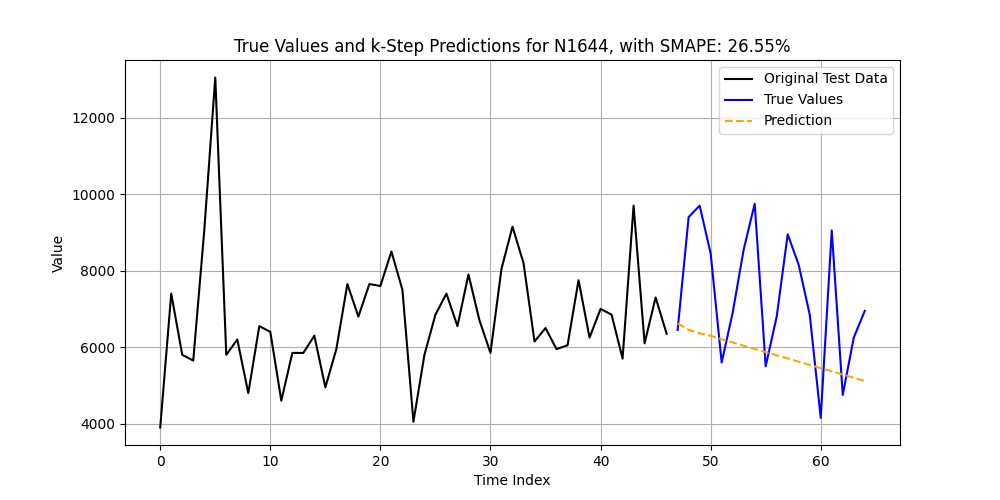 True Values and k-Step Predictions for N1644, with SMAPE: 26.55%
Original Test Data
True Values
Prediction
12000
10000
8000
6000
4000
Value
0 10 20 30 40 50 60
Time Index